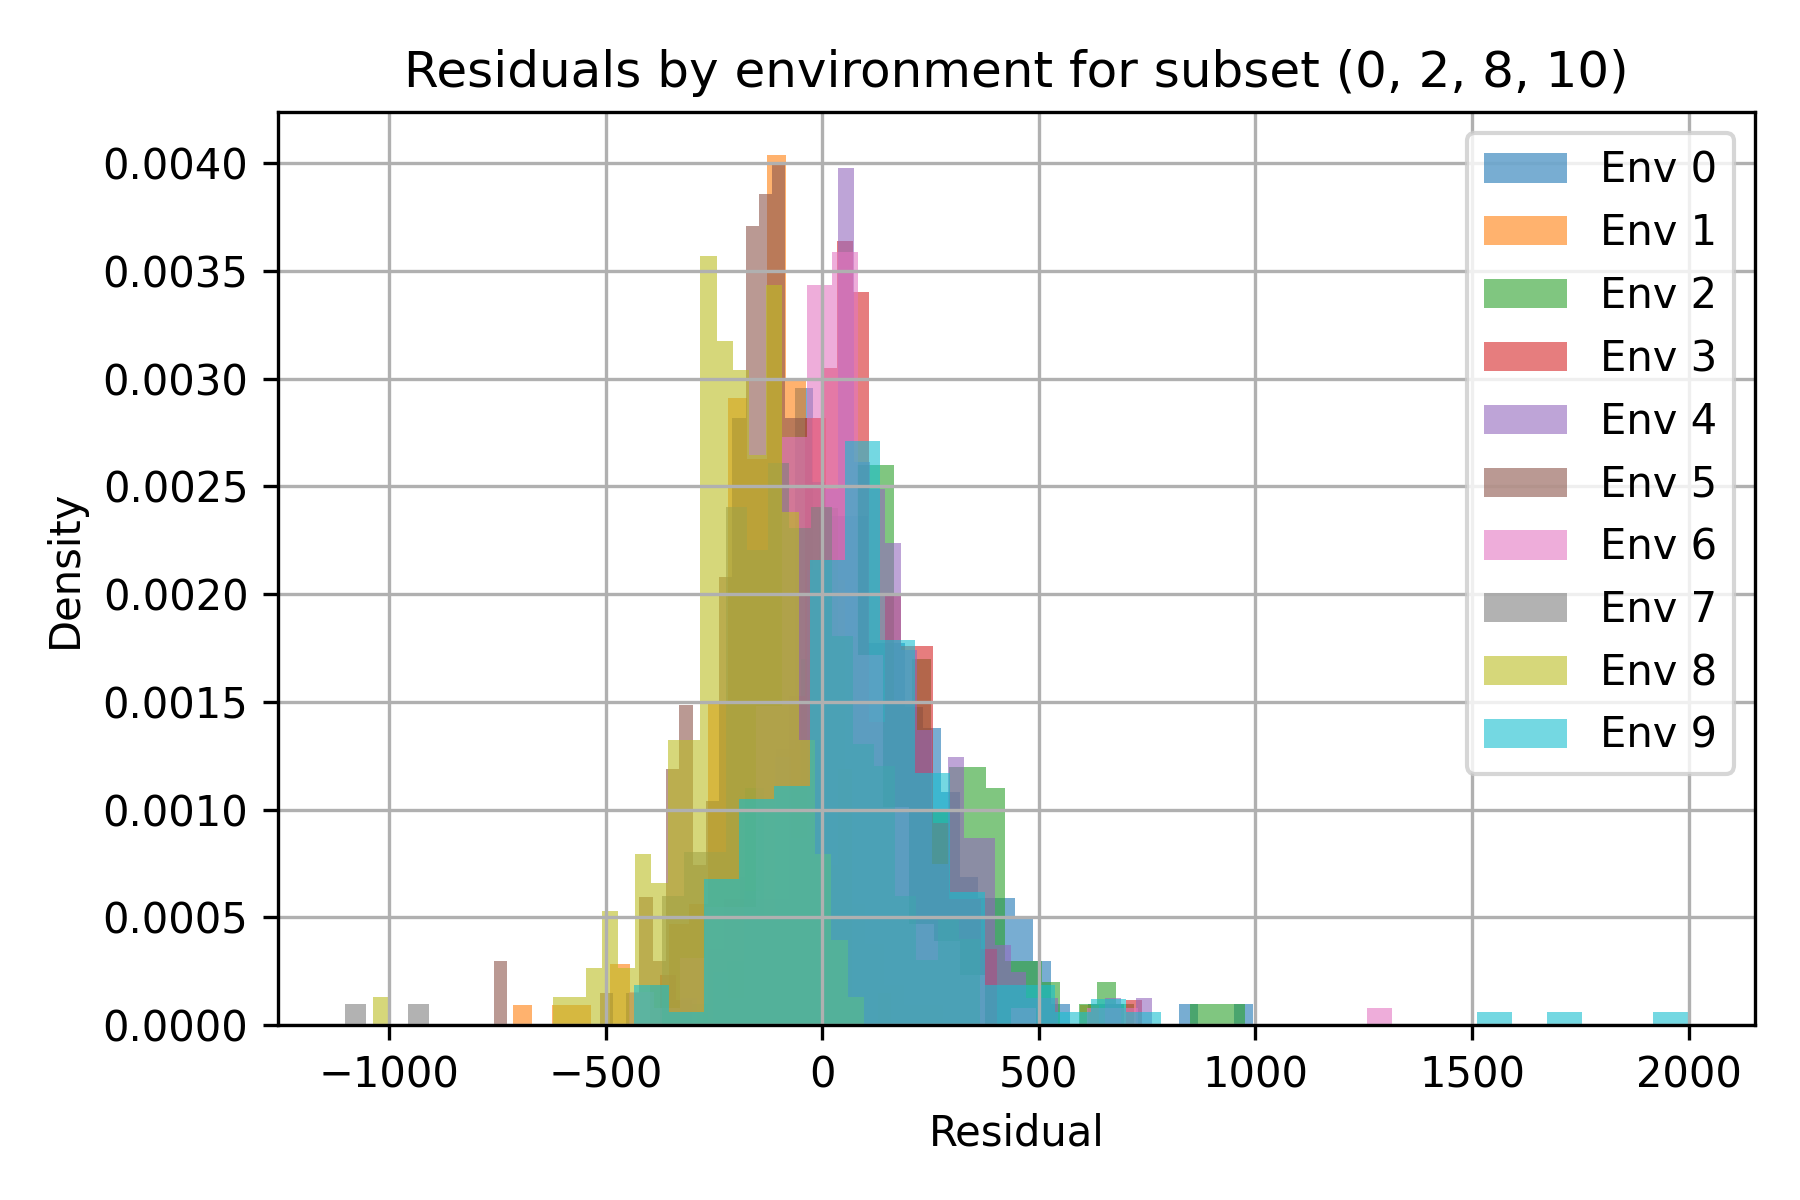 Residuals by environment for subset (0, 2, 8, 10)
0.0040
0.0035
0.0030
0.0025
0.0020
0.0015
0.0010
0.0005
0.0000
Density
Env 0
Env 1
Env 2
Env 3
Env 4
Env 5
Env 6
Env 7
Env 8
Env 9
−1000
−500
0
500
1000
1500
2000
Residual